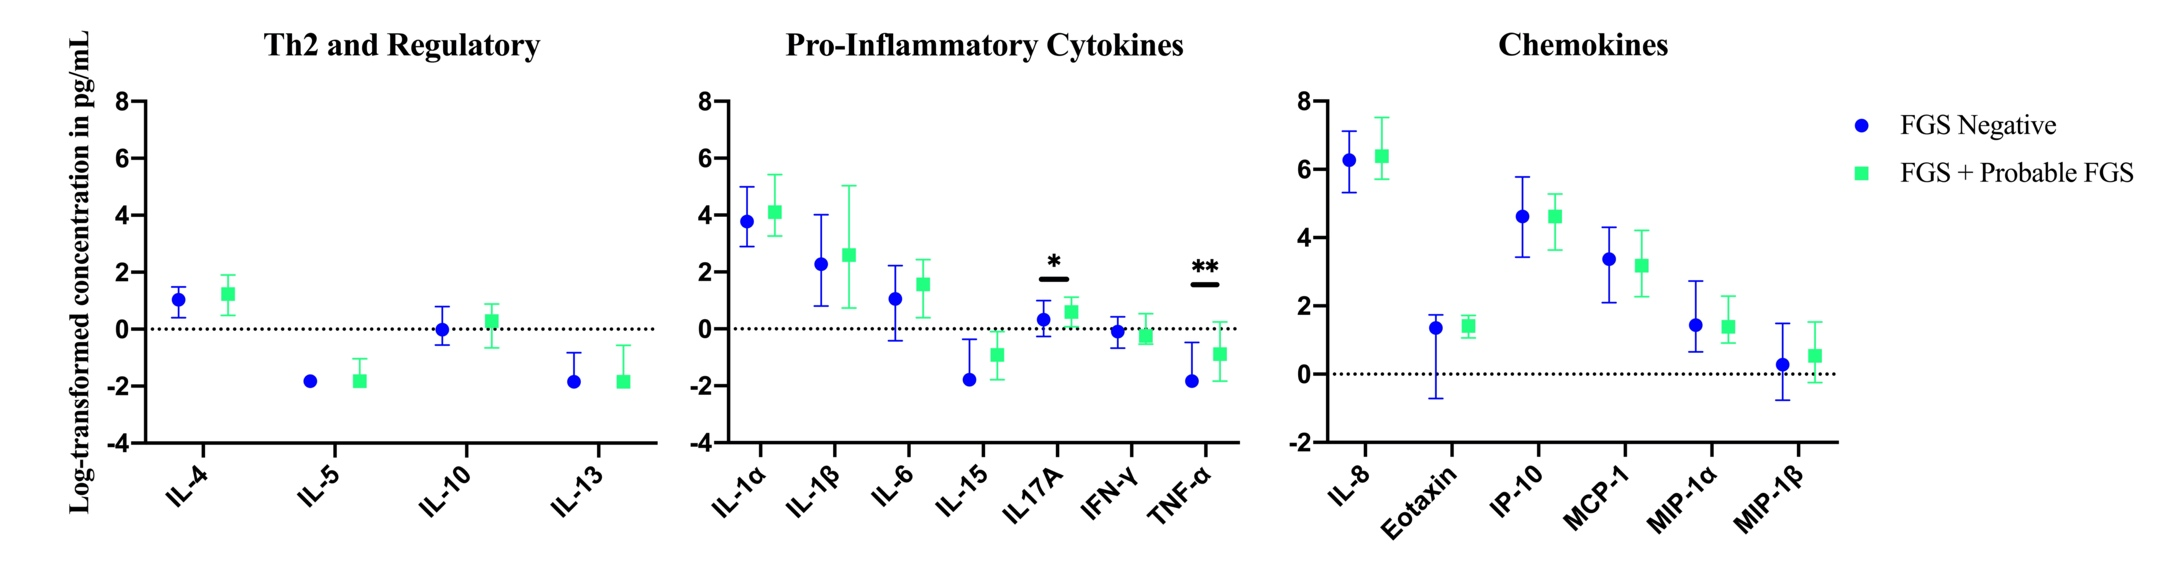 Th2 and Regulatory
Pro-Inflammatory Cytokines
Chemokines
Log-transformed concentration in pg/mL
8
6
4
2
0
-2
-4
IL-4
IL-5
IL-10
IL-13
8
6
4
2
0
-2
-4
*
**
IL-1α
IL-1β
IL-6
IL-15
IL17A
IFN-γ
TNF-α
8
6
4
2
0
-2
IL-8
Eotaxin
IP-10
MCP-1
MIP-1α
MIP-1β
FGS Negative
FGS + Probable FGS